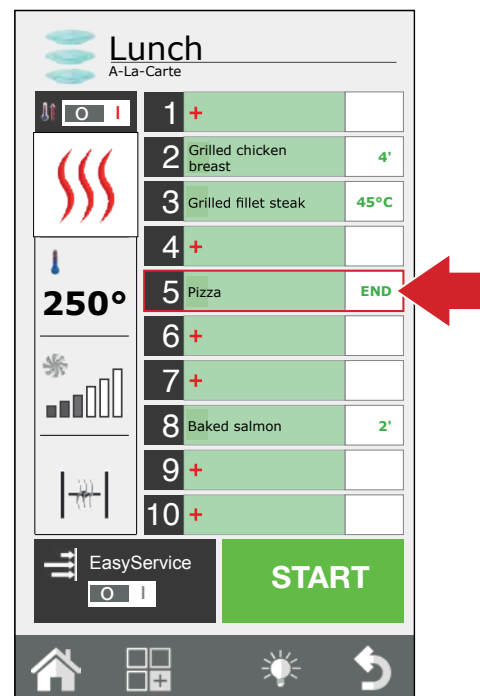 Lunch
A-La-Carte
O I
1 +
2 Grilled chicken breast 4'
3 Grilled fillet steak 45°C
4 +
250°
5 Pizza END
6 +
7 +
8 Baked salmon 2'
9 +
10 +
EasyService
O I
START